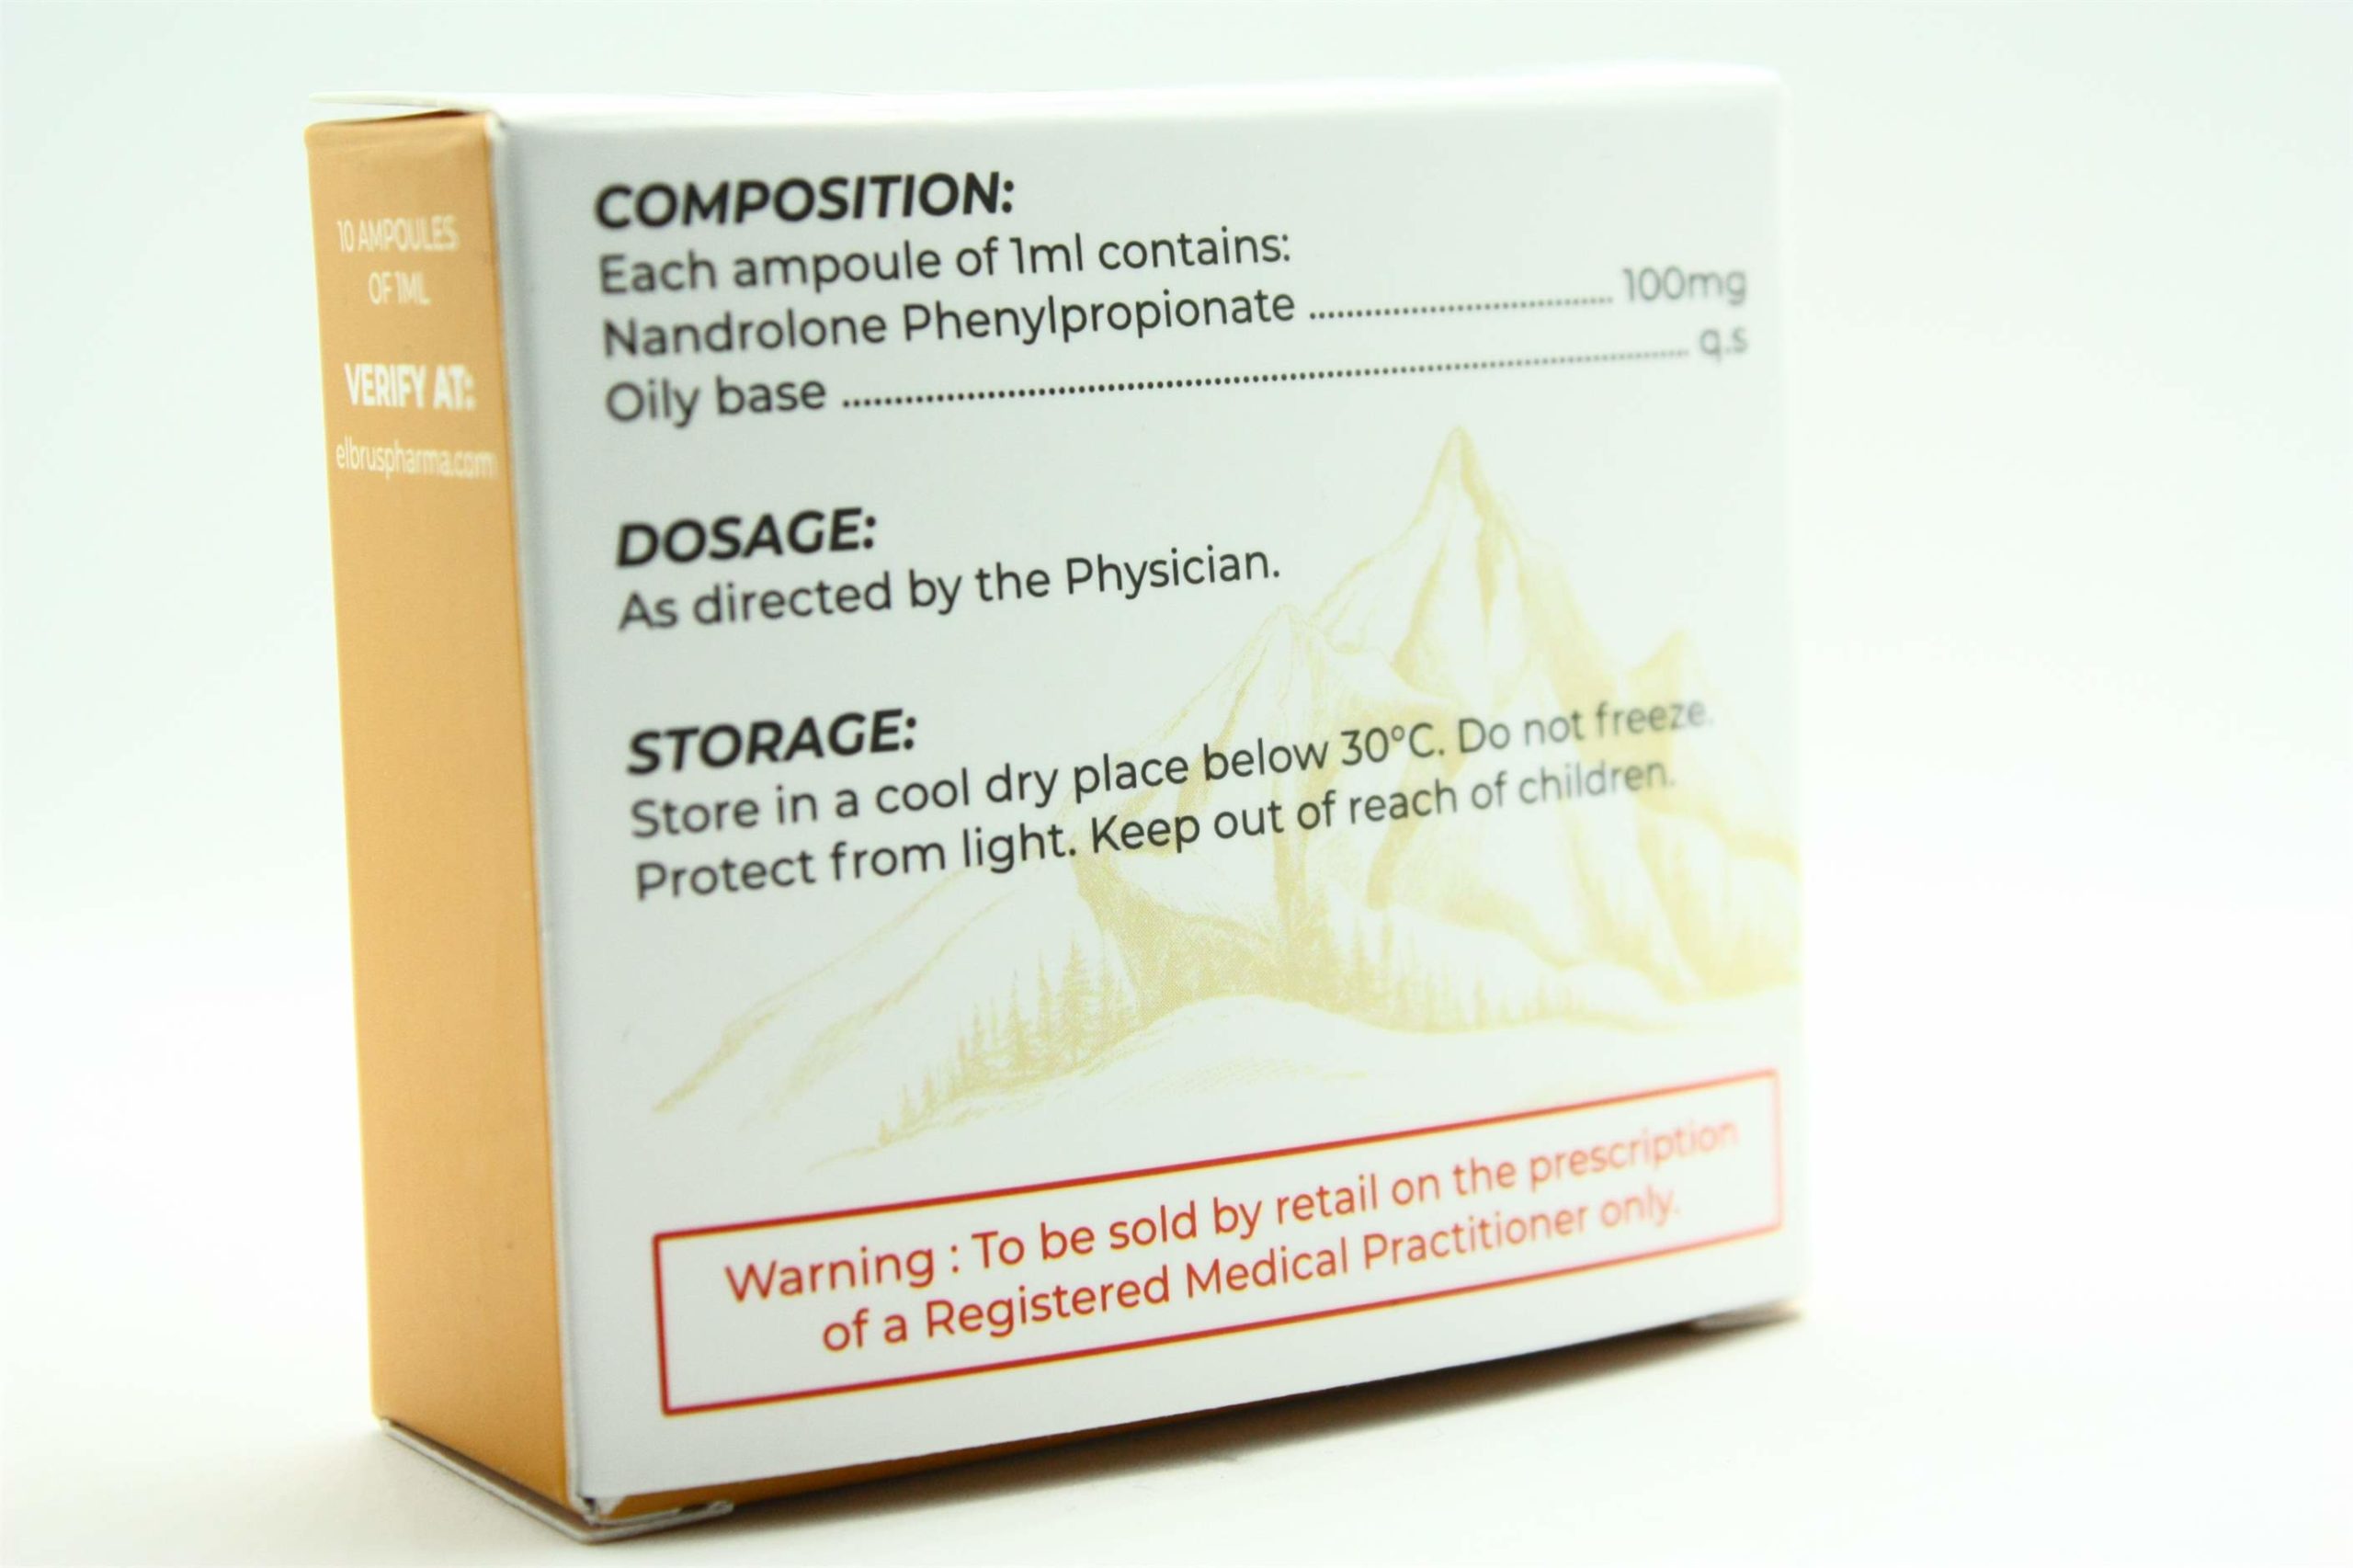 10 AMPOULES
OF 1ML
VERIFY AT:
elbruspharma.com
COMPOSITION:
Each ampoule of 1ml contains:
Nandrolone Phenylpropionate ........................................ 100mg
Oily base ................................................................................ q.s
DOSAGE:
As directed by the Physician.
STORAGE:
Store in a cool dry place below 30°C. Do not freeze.
Protect from light. Keep out of reach of children.
Warning : To be sold by retail on the prescription
of a Registered Medical Practitioner only.